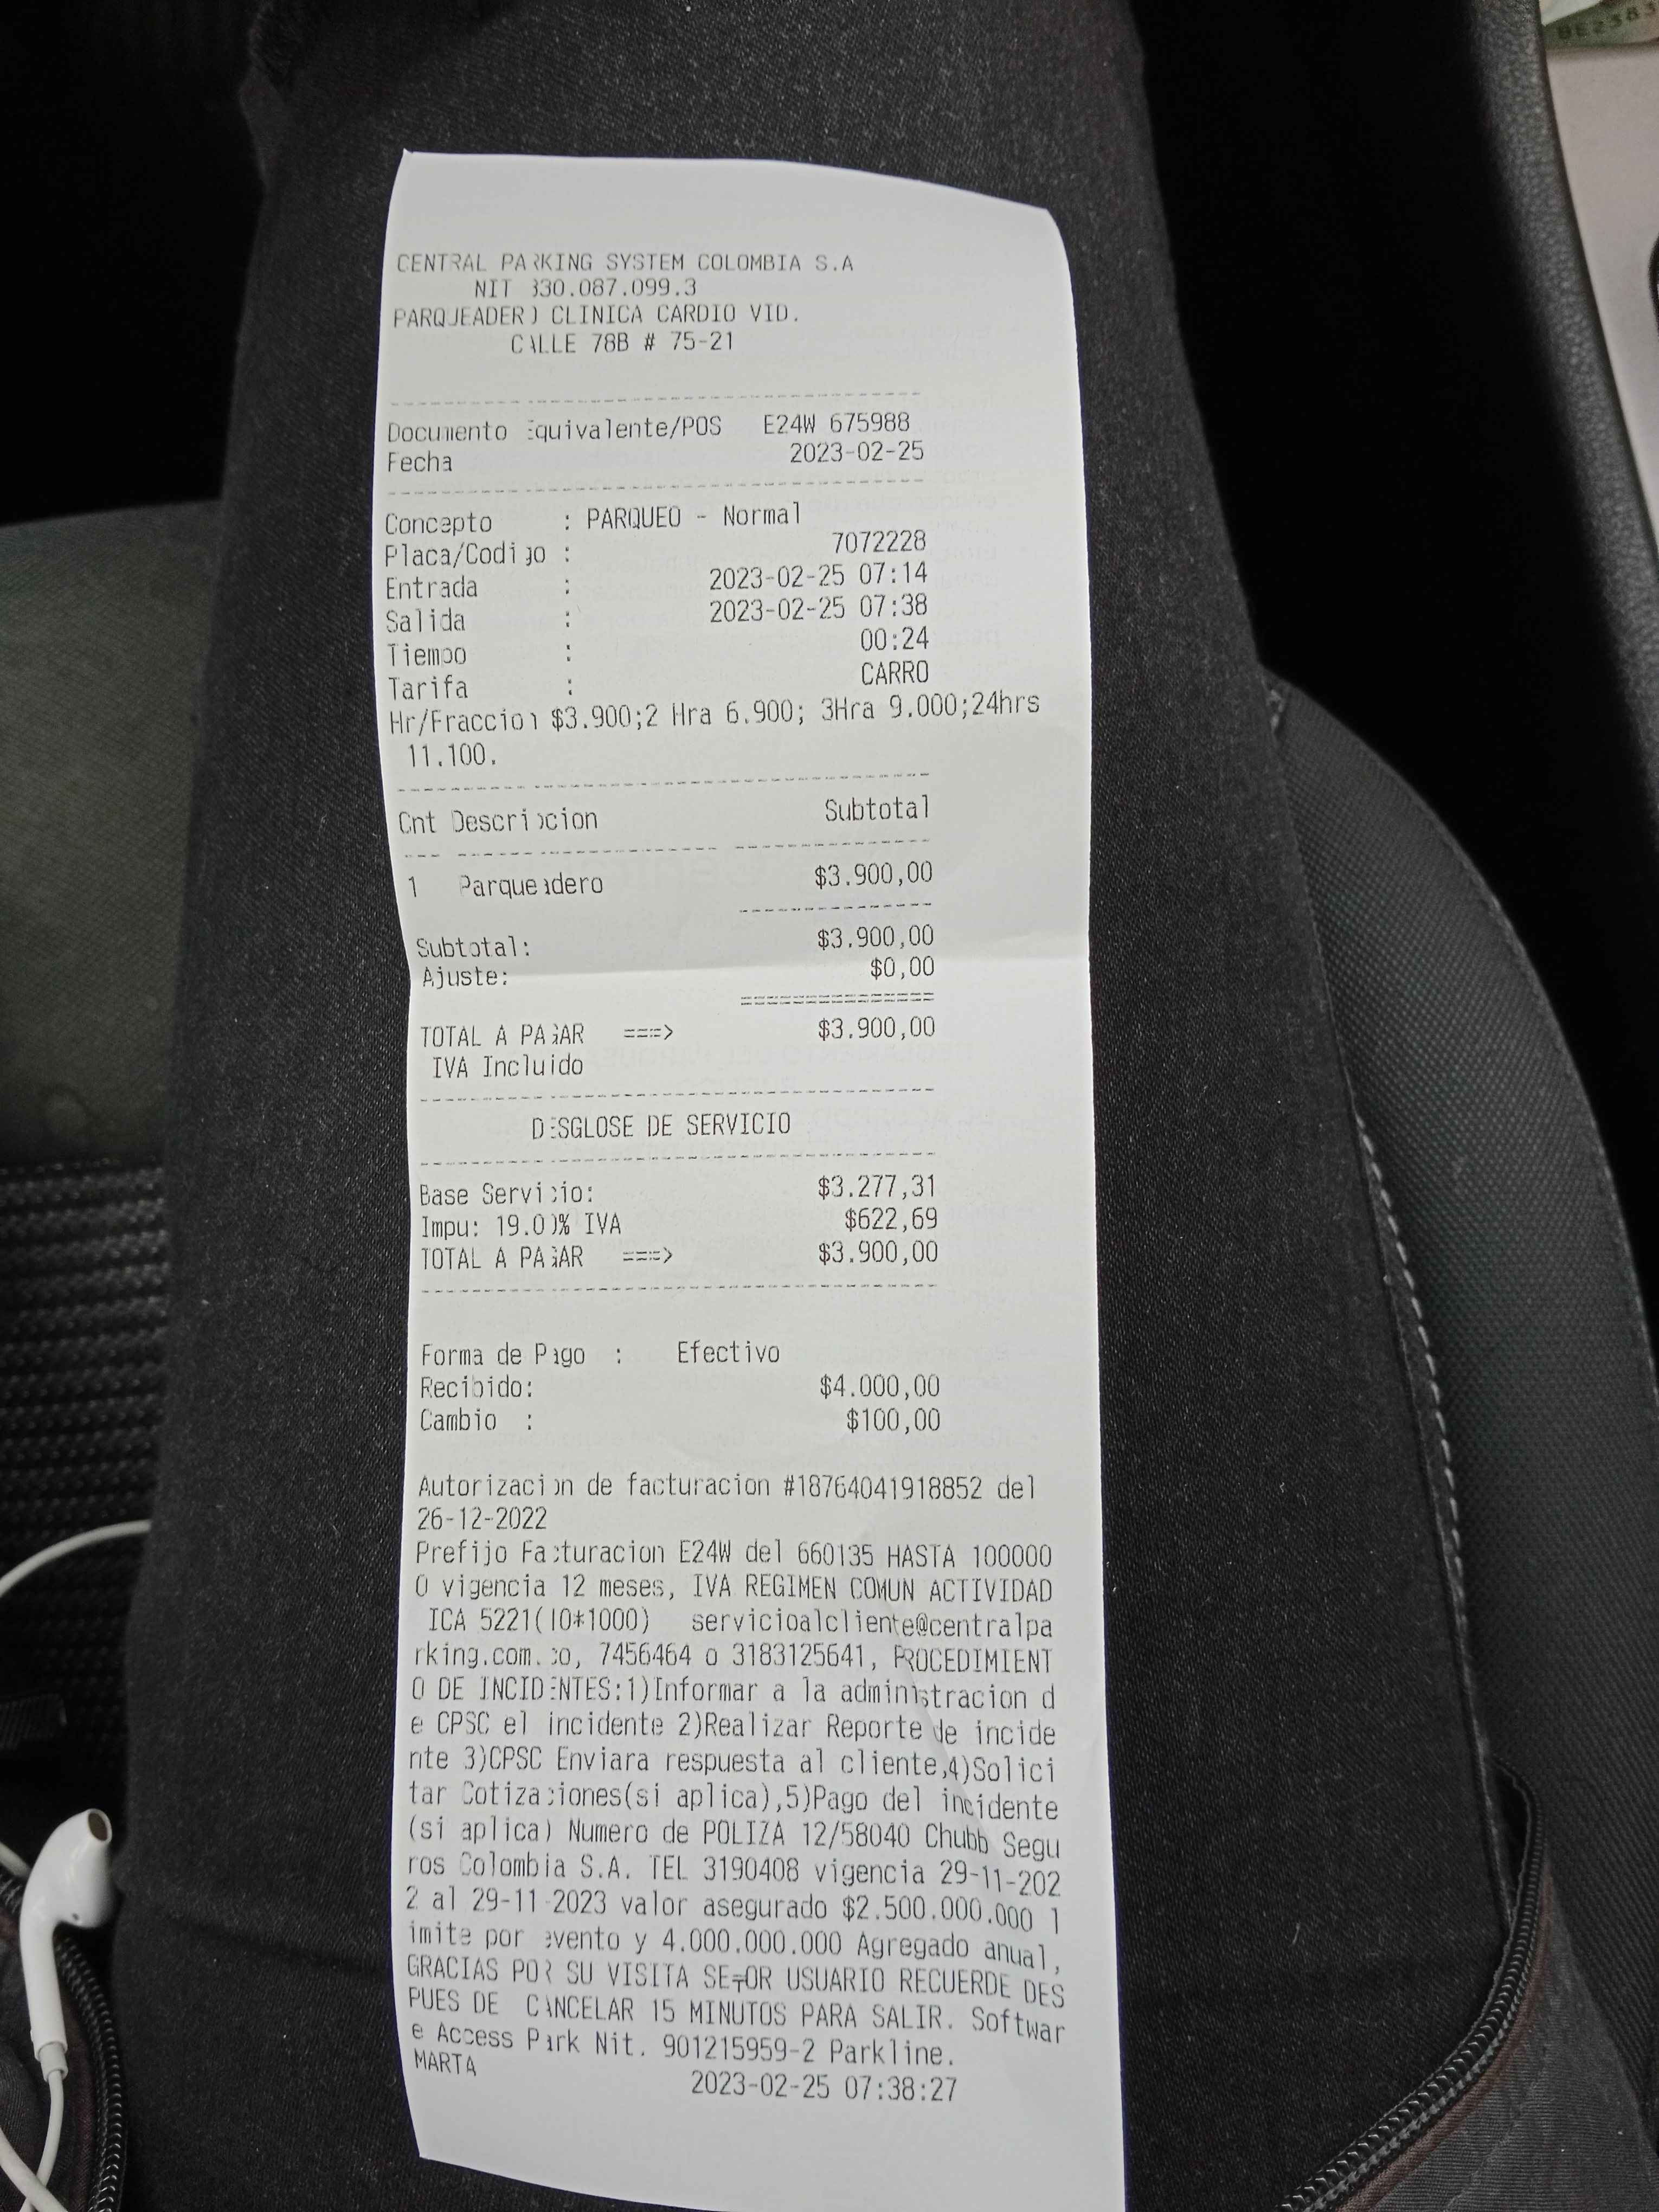 CENTRAL PARKING SYSTEM COLOMBIA S.A
NIT 830.087.099.3
PARQUEADERO CLINICA CARDIO VID.
CALLE 78B # 75-21
Documento Equivalente/POS E24W 675988
Fecha 2023-02-25
Concepto : PARQUEO - Normal
Placa/Codigo : 7072228
Entrada : 2023-02-25 07:14
Salida : 2023-02-25 07:38
Tiempo : 00:24
Tarifa : CARRO
Hr/Fraccion $3.900;2 Hra 6.900; 3Hra 9.000;24hrs
11.100.
Cnt Descripcion Subtotal
1 Parqueadero $3.900,00
Subtotal: $3.900,00
Ajuste: $0,00
TOTAL A PAGAR ===> $3.900,00
IVA Incluido
DESGLOSE DE SERVICIO
Base Servicio: $3.277,31
Impu: 19.00% IVA $622,69
TOTAL A PAGAR ===> $3.900,00
Forma de Pago : Efectivo
Recibido: $4.000,00
Cambio : $100,00
Autorizacion de facturacion #18764041918852 del
26-12-2022
Prefijo Facturacion E24W del 660135 HASTA 100000
0 vigencia 12 meses, IVA REGIMEN COMUN ACTIVIDAD
ICA 5221(10*1000) servicioalcliente@centralpa
rking.com.co, 7456464 o 3183125641, PROCEDIMIENT
O DE INCIDENTES:1)Informar a la administracion d
e CPSC el incidente 2)Realizar Reporte de incide
nte 3)CPSC Enviara respuesta al cliente,4)Solici
tar Cotizaciones(si aplica),5)Pago del incidente
(si aplica) Numero de POLIZA 12/58040 Chubb Segu
ros Colombia S.A. TEL 3190408 vigencia 29-11-202
2 al 29-11-2023 valor asegurado $2.500.000.000 l
imite por evento y 4.000.000.000 Agregado anual,
GRACIAS POR SU VISITA SE╤OR USUARIO RECUERDE DES
PUES DE CANCELAR 15 MINUTOS PARA SALIR. Softwar
e Access Park Nit. 901215959-2 Parkline.
MARTA
2023-02-25 07:38:27